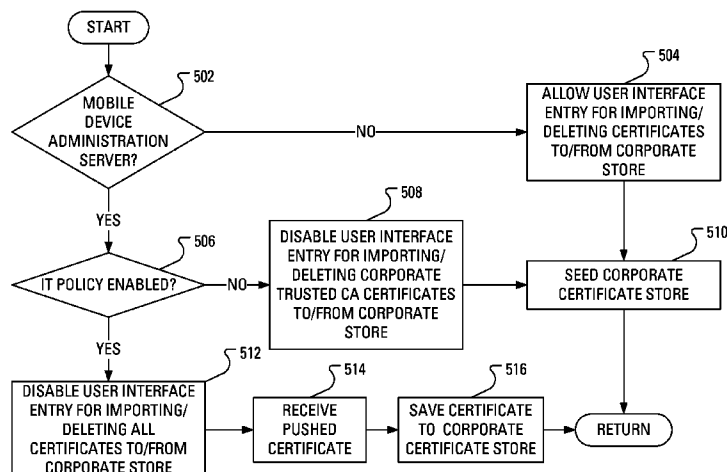 START
502
MOBILE
DEVICE
ADMINISTRATION
SERVER?
NO
504
ALLOW USER INTERFACE
ENTRY FOR IMPORTING/
DELETING CERTIFICATES
TO/FROM CORPORATE
STORE
YES
506
IT POLICY ENABLED?
NO
508
DISABLE USER INTERFACE
ENTRY FOR IMPORTING/
DELETING CORPORATE
TRUSTED CA CERTIFICATES
TO/FROM CORPORATE
STORE
510
SEED CORPORATE
CERTIFICATE STORE
YES
512
DISABLE USER INTERFACE
ENTRY FOR IMPORTING/
DELETING ALL
CERTIFICATES TO/FROM
CORPORATE STORE
514
RECEIVE
PUSHED
CERTIFICATE
516
SAVE CERTIFICATE
TO CORPORATE
CERTIFICATE STORE
RETURN